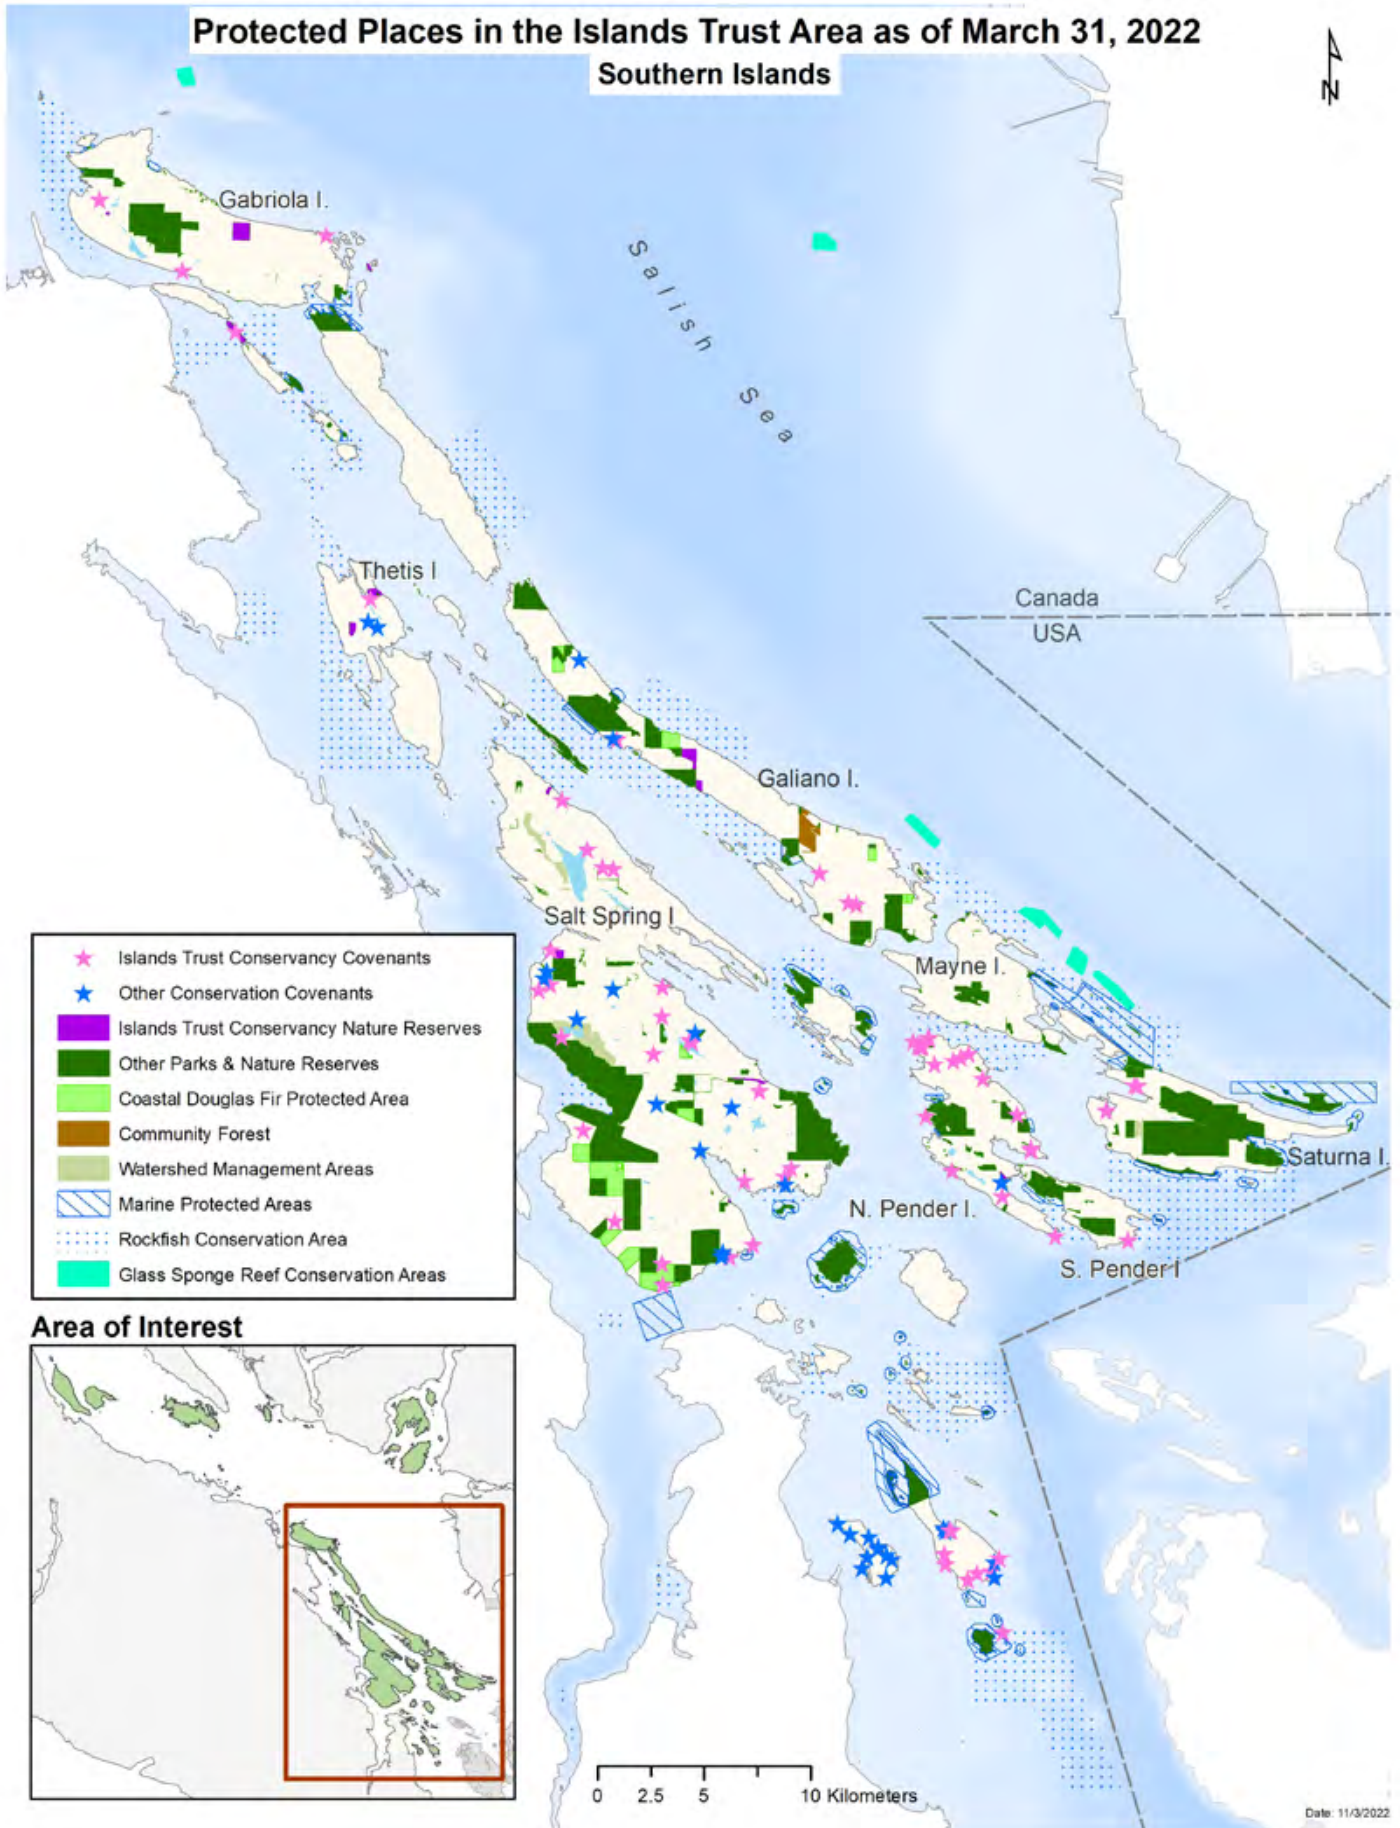 Protected Places in the Islands Trust Area as of March 31, 2022
Southern Islands
N
Gabriola I.
Salish Sea
Thetis I
Canada
USA
Galiano I.
Salt Spring I
Mayne I.
Saturna I.
N. Pender I.
S. Pender I
Islands Trust Conservancy Covenants
Other Conservation Covenants
Islands Trust Conservancy Nature Reserves
Other Parks & Nature Reserves
Coastal Douglas Fir Protected Area
Community Forest
Watershed Management Areas
Marine Protected Areas
Rockfish Conservation Area
Glass Sponge Reef Conservation Areas
Area of Interest
0 2.5 5 10 Kilometers
Date: 11/3/2022